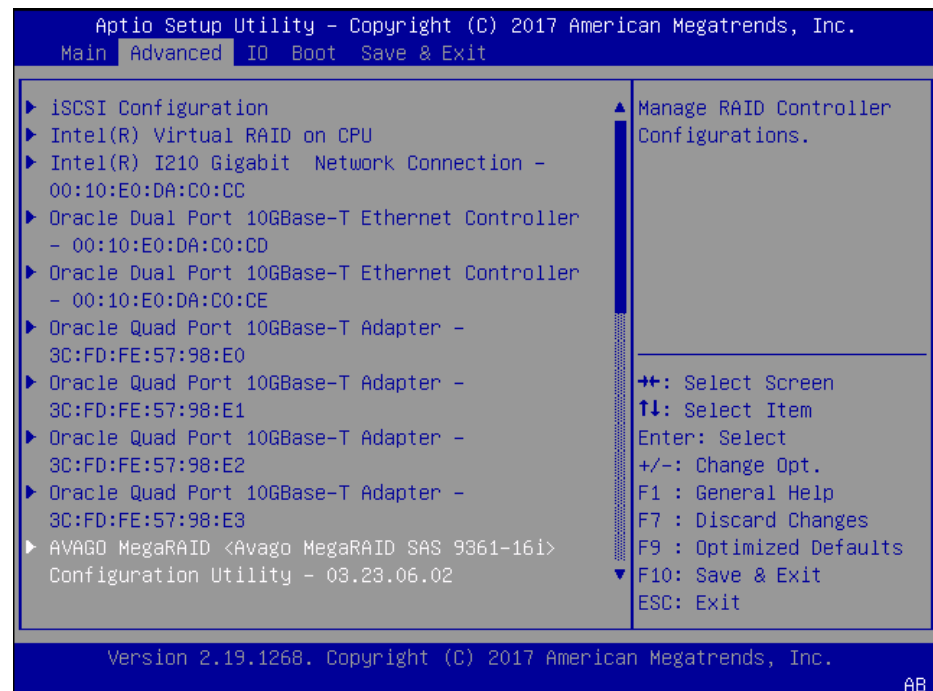 Aptio Setup Utility – Copyright (C) 2017 American Megatrends, Inc.
Main Advanced IO Boot Save & Exit
iSCSI Configuration
Intel(R) Virtual RAID on CPU
Intel(R) I210 Gigabit  Network Connection –
00:10:E0:DA:C0:CC
Oracle Dual Port 10GBase-T Ethernet Controller
– 00:10:E0:DA:C0:CD
Oracle Dual Port 10GBase-T Ethernet Controller
– 00:10:E0:DA:C0:CE
Oracle Quad Port 10GBase-T Adapter –
3C:FD:FE:57:98:E0
Oracle Quad Port 10GBase-T Adapter –
3C:FD:FE:57:98:E1
Oracle Quad Port 10GBase-T Adapter –
3C:FD:FE:57:98:E2
Oracle Quad Port 10GBase-T Adapter –
3C:FD:FE:57:98:E3
AVAGO MegaRAID <Avago MegaRAID SAS 9361-16i>
Configuration Utility – 03.23.06.02
Manage RAID Controller
Configurations.
→←: Select Screen
↑↓: Select Item
Enter: Select
+/-: Change Opt.
F1 : General Help
F7 : Discard Changes
F9 : Optimized Defaults
F10: Save & Exit
ESC: Exit
Version 2.19.1268. Copyright (C) 2017 American Megatrends, Inc.
AB